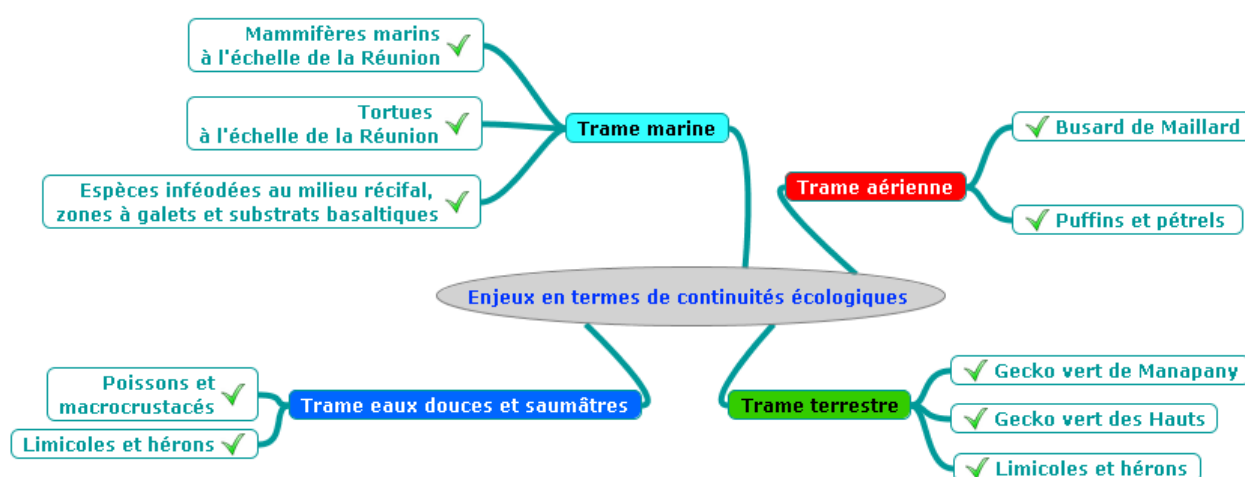 Mammifères marins
à l'échelle de la Réunion
Tortues
à l'échelle de la Réunion
Espèces inféodées au milieu récifal,
zones à galets et substrats basaltiques
Trame marine
Trame aérienne
Busard de Maillard
Puffins et pétrels
Enjeux en termes de continuités écologiques
Poissons et
macrocrustacés
Limicoles et hérons
Trame eaux douces et saumâtres
Trame terrestre
Gecko vert de Manapany
Gecko vert des Hauts
Limicoles et hérons